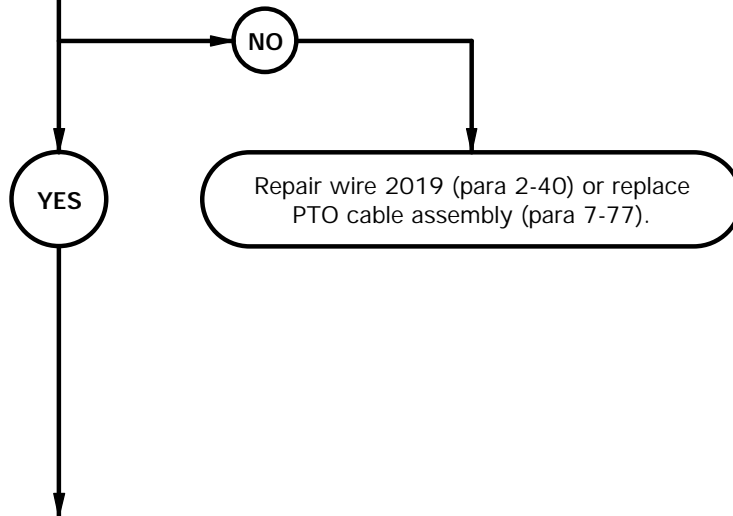 NO
YES
Repair wire 2019 (para 2-40) or replace
PTO cable assembly (para 7-77).